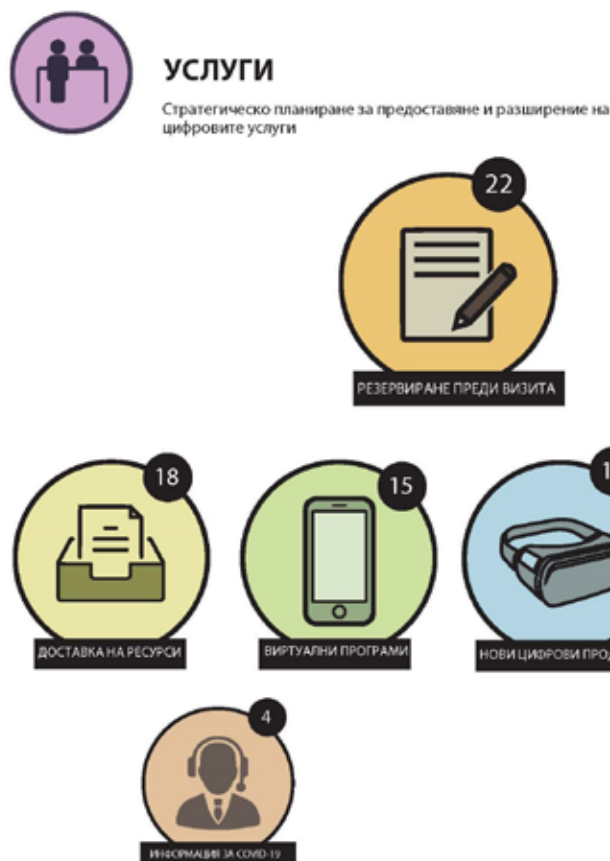 УСЛУГИ
Стратегическо планиране за предоставяне и разширение на
цифровите услуги
22
РЕЗЕРВИРАНЕ ПРЕДИ ВИЗИТА
18
15
ДОСТАВКА НА РЕСУРСИ
ВИРТУАЛНИ ПРОГРАМИ
НОВИ ЦИФРОВИ
4
ИНФОРМАЦИЯ ЗА COVID-19